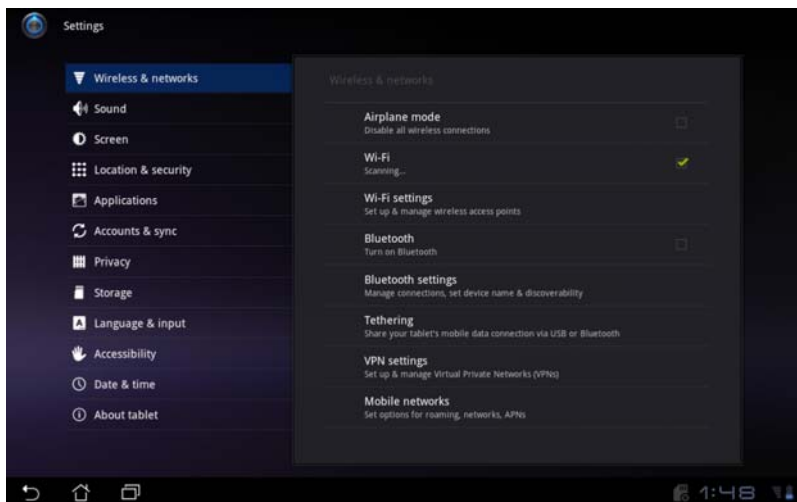 Settings
Wireless & networks
Sound
Screen
Location & security
Applications
Accounts & sync
Privacy
Storage
Language & input
Accessibility
Date & time
About tablet
Wireless & networks
Airplane mode
Disable all wireless connections
Wi-Fi
Scanning...
Wi-Fi settings
Set up & manage wireless access points
Bluetooth
Turn on Bluetooth
Bluetooth settings
Manage connections, set device name & discoverability
Tethering
Share your tablet's mobile data connection via USB or Bluetooth
VPN settings
Set up & manage Virtual Private Networks (VPNs)
Mobile networks
Set options for roaming, networks, APNs
1:48